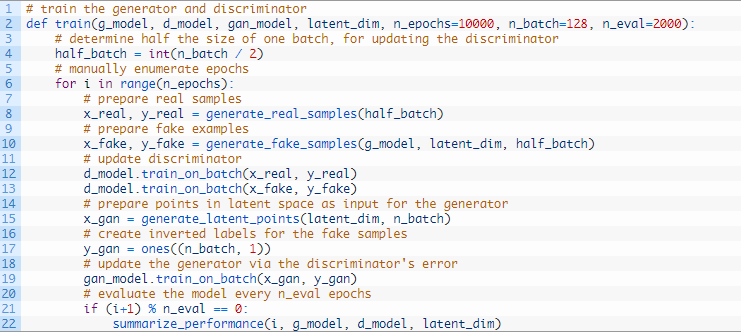 1 # train the generator and discriminator
2 def train(g_model, d_model, gan_model, latent_dim, n_epochs=10000, n_batch=128, n_eval=2000):
3     # determine half the size of one batch, for updating the discriminator
4     half_batch = int(n_batch / 2)
5     # manually enumerate epochs
6     for i in range(n_epochs):
7         # prepare real samples
8         x_real, y_real = generate_real_samples(half_batch)
9         # prepare fake examples
10         x_fake, y_fake = generate_fake_samples(g_model, latent_dim, half_batch)
11         # update discriminator
12         d_model.train_on_batch(x_real, y_real)
13         d_model.train_on_batch(x_fake, y_fake)
14         # prepare points in latent space as input for the generator
15         x_gan = generate_latent_points(latent_dim, n_batch)
16         # create inverted labels for the fake samples
17         y_gan = ones((n_batch, 1))
18         # update the generator via the discriminator's error
19         gan_model.train_on_batch(x_gan, y_gan)
20         # evaluate the model every n_eval epochs
21         if (i+1) % n_eval == 0:
22             summarize_performance(i, g_model, d_model, latent_dim)